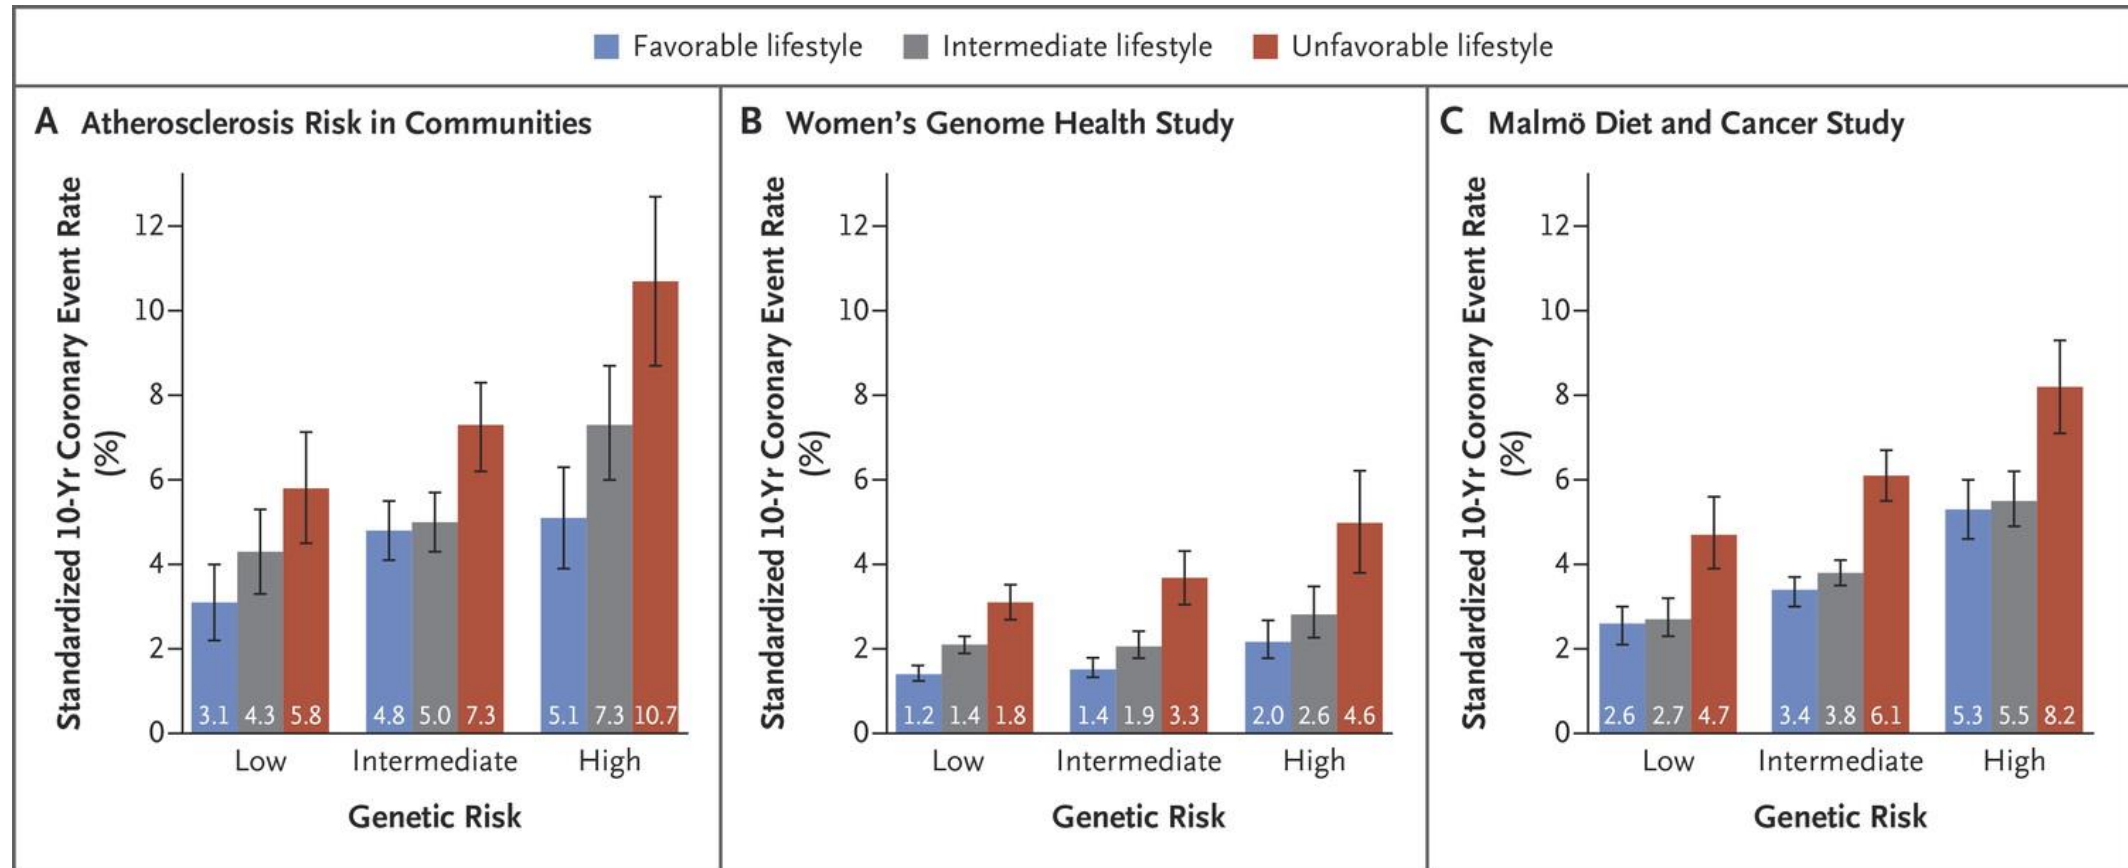 Favorable lifestyle Intermediate lifestyle Unfavorable lifestyle
A Atherosclerosis Risk in Communities
Standardized 10-Yr Coronary Event Rate
(%)
12
10
8
6
4
2
0
3.1 4.3 5.8 4.8 5.0 7.3 5.1 7.3 10.7
Low Intermediate High
Genetic Risk
B Women’s Genome Health Study
Standardized 10-Yr Coronary Event Rate
(%)
12
10
8
6
4
2
0
1.2 1.4 1.8 1.4 1.9 3.3 2.0 2.6 4.6
Low Intermediate High
Genetic Risk
C Malmö Diet and Cancer Study
Standardized 10-Yr Coronary Event Rate
(%)
12
10
8
6
4
2
0
2.6 2.7 4.7 3.4 3.8 6.1 5.3 5.5 8.2
Low Intermediate High
Genetic Risk